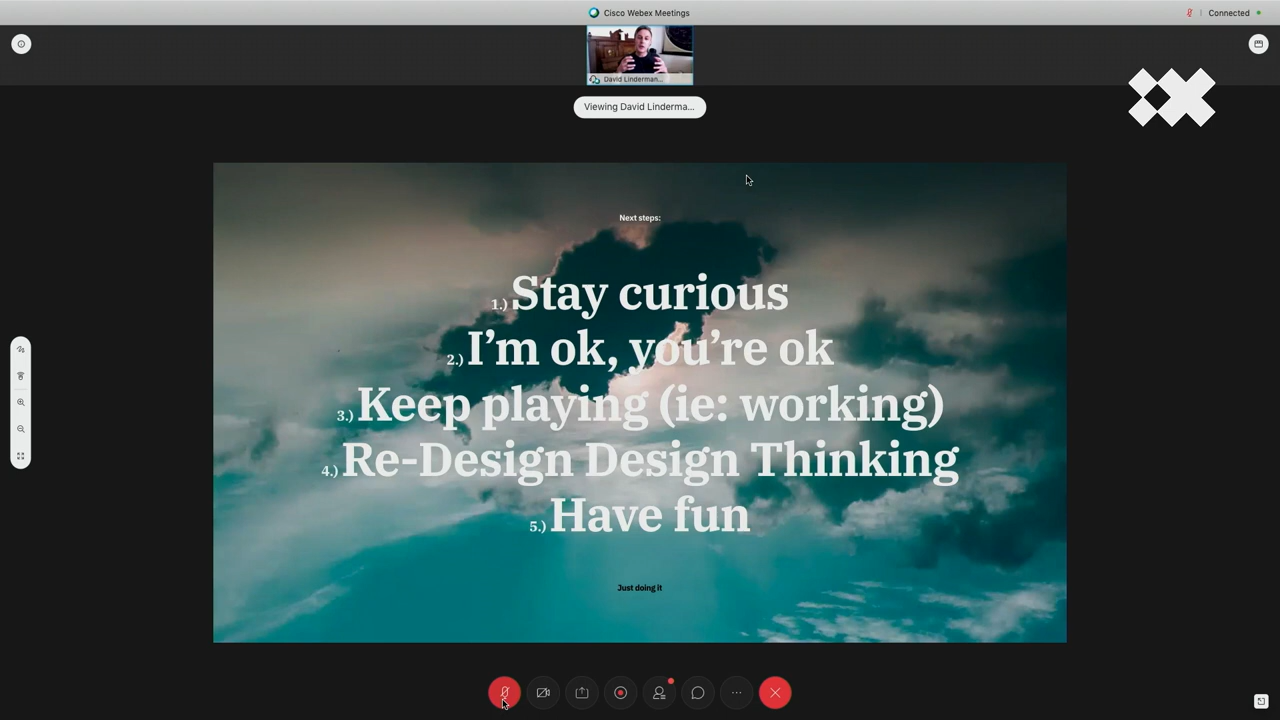 Cisco Webex Meetings
Connected
David Linderman...
Viewing David Linderma...
Next steps:
1.) Stay curious
2.) I'm ok, you're ok
3.) Keep playing (ie: working)
4.) Re-Design Design Thinking
5.) Have fun
Just doing it